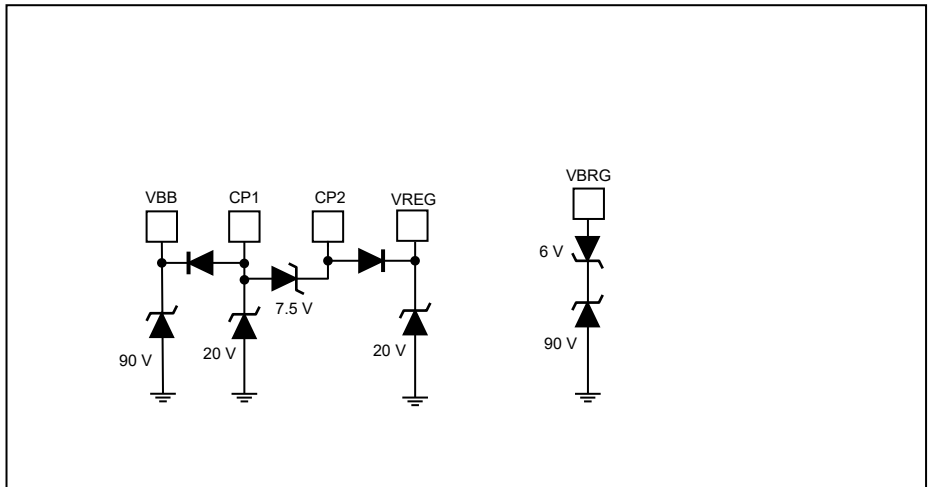 VBB
CP1
CP2
VREG
VBRG
6 V
7.5 V
90 V
20 V
20 V
90 V